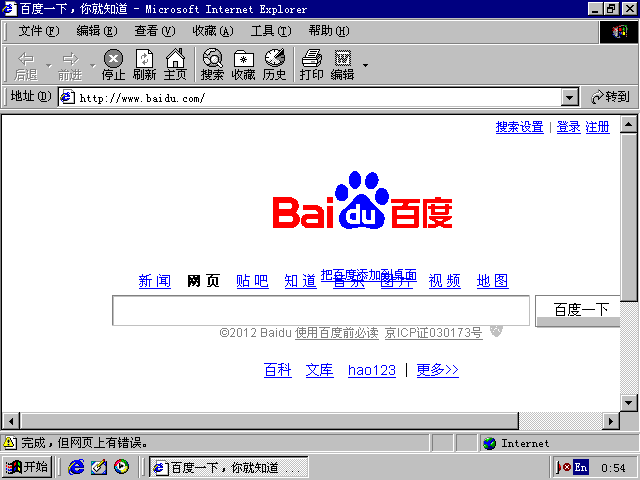 百度一下，你就知道 - Microsoft Internet Explorer
文件(F) 编辑(E) 查看(V) 收藏(A) 工具(T) 帮助(H)
后退 前进 停止 刷新 主页 搜索 收藏 历史 打印 编辑
地址(D) http://www.baidu.com/ 转到
搜索设置 | 登录 注册
Baidu百度
把百度添加到桌面
新 闻 网 页 贴 吧 知 道 音 乐 图 片 视 频 地 图
百度一下
©2012 Baidu 使用百度前必读 京ICP证030173号
百科 文库 hao123 | 更多>>
完成，但网页上有错误。 Internet
开始 百度一下，你就知道 ... En 0:54